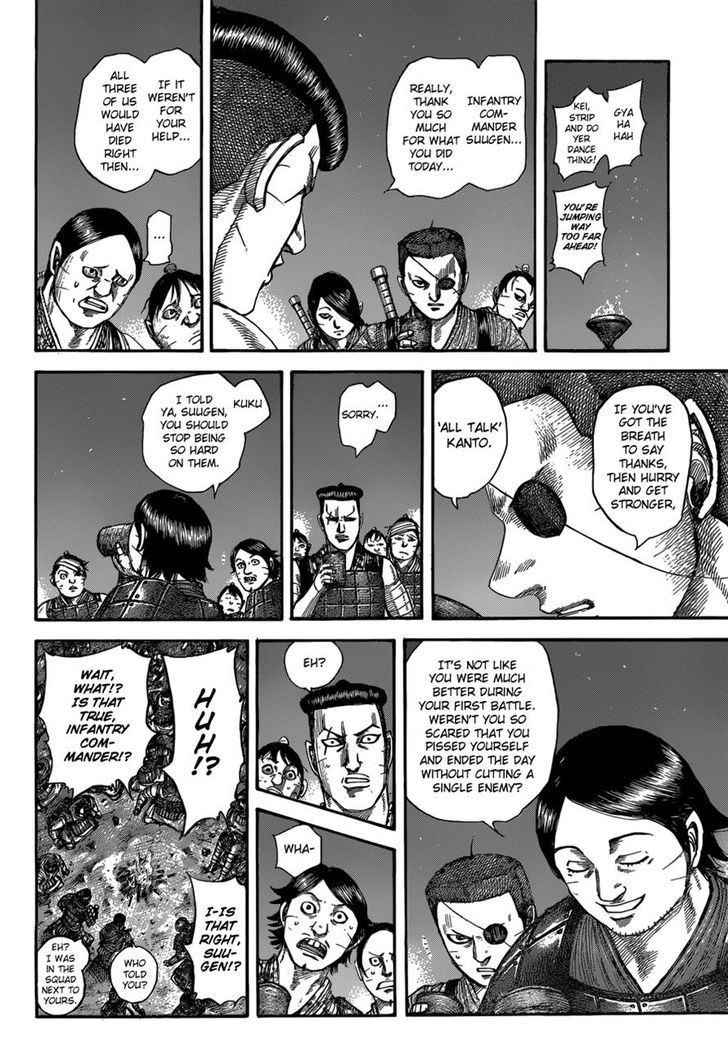 GYA
HA
HAH
KEI,
STRIP
AND DO
YER
DANCE
THING!
YOU'RE
JUMPING
WAY
TOO FAR
AHEAD!
INFANTRY
COM-
MANDER
SUUGEN...
REALLY,
THANK
YOU SO
MUCH
FOR WHAT
YOU DID
TODAY...
IF IT
WEREN'T
FOR
YOUR
HELP...
ALL
THREE
OF US
WOULD
HAVE
DIED
RIGHT
THEN...
...
IF YOU'VE
GOT THE
BREATH
TO SAY
THANKS,
THEN HURRY
AND GET
STRONGER,
'ALL TALK'
KANTO.
...
SORRY.
KUKU
I TOLD
YA, SUUGEN,
YOU SHOULD
STOP BEING
SO HARD
ON THEM.
IT'S NOT LIKE
YOU WERE MUCH
BETTER DURING
YOUR FIRST BATTLE.
WEREN'T YOU SO
SCARED THAT YOU
PISSED YOURSELF
AND ENDED THE DAY
WITHOUT CUTTING A
SINGLE ENEMY?
EH?
WHA-
HUH!?
WAIT,
WHAT!?
IS THAT
TRUE,
INFANTRY
COM-
MANDER!?
I-IS
THAT
RIGHT,
SUU-
GEN!?
WHO
TOLD
YOU?
EH?
I WAS
IN THE
SQUAD
NEXT TO
YOURS.